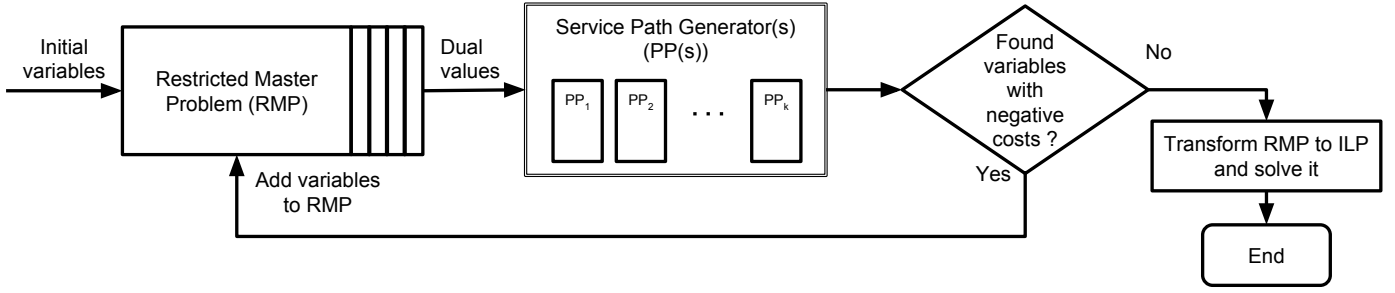 Initial
variables
Restricted Master
Problem (RMP)
Dual
values
Service Path Generator(s)
(PP(s))
PP1
PP2
. . .
PPk
Found
variables
with
negative
costs ?
No
Yes
Add variables
to RMP
Transform RMP to ILP
and solve it
End